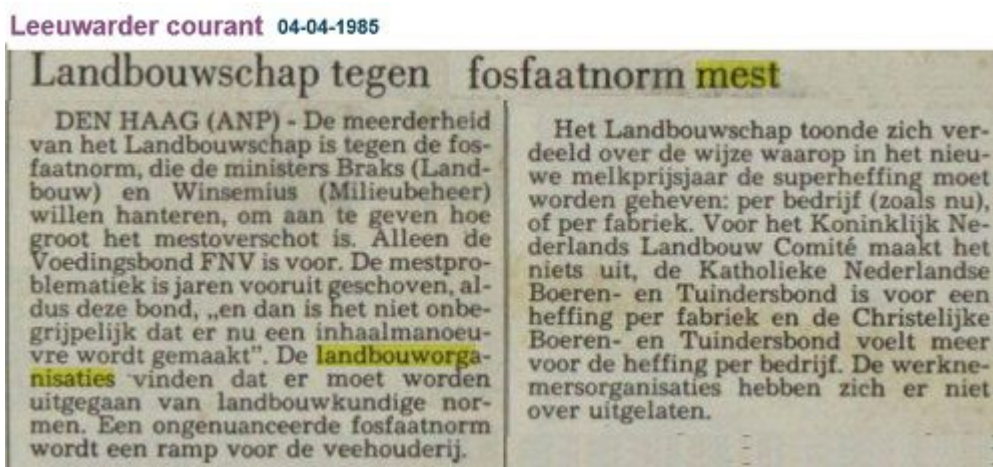 Leeuwarder courant 04-04-1985
Landbouwschap tegen fosfaatnorm mest
DEN HAAG (ANP) - De meerderheid
van het Landbouwschap is tegen de fos-
faatnorm, die de ministers Braks (Land-
bouw) en Winsemius (Milieubeheer)
willen hanteren, om aan te geven hoe
groot het mestoverschot is. Alleen de
Voedingsbond FNV is voor. De mestpro-
blematiek is jaren vooruit geschoven, al-
dus deze bond, „en dan is het niet onbe-
grijpelijk dat er nu een inhaalmanoeu-
vre wordt gemaakt”. De landbouworga-
nisaties vinden dat er moet worden
uitgegaan van landbouwkundige nor-
men. Een ongenuanceerde fosfaatnorm
wordt een ramp voor de veehouderij.
Het Landbouwschap toonde zich ver-
deeld over de wijze waarop in het nieu-
we melkprijsjaar de superheffing moet
worden geheven: per bedrijf (zoals nu),
of per fabriek. Voor het Koninklijk Ne-
derlands Landbouw Comité maakt het
niets uit, de Katholieke Nederlandse
Boeren- en Tuindersbond is voor een
heffing per fabriek en de Christelijke
Boeren- en Tuindersbond voelt meer
voor de heffing per bedrijf. De werkne-
mersorganisaties hebben zich er niet
over uitgelaten.